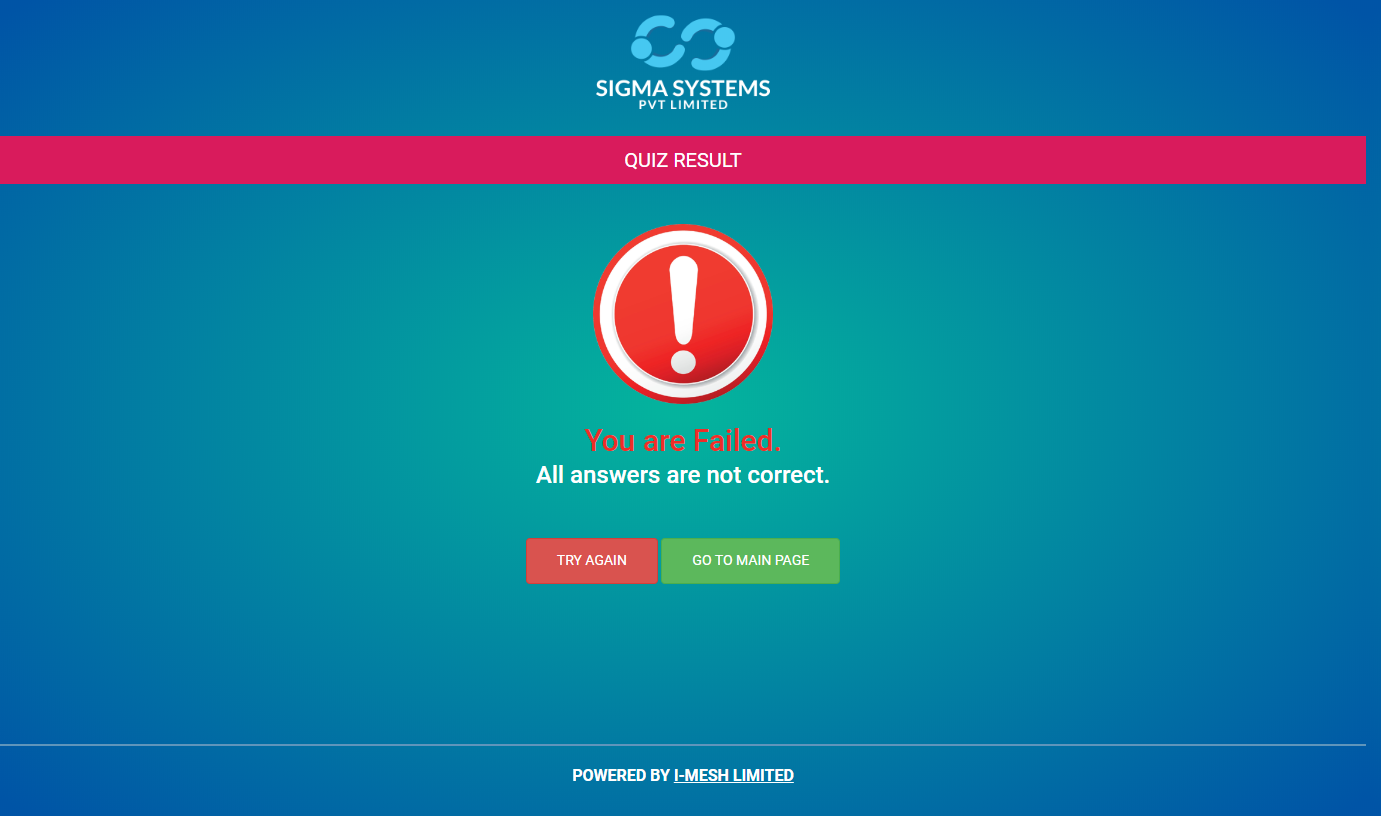 SIGMA SYSTEMS
PVT LIMITED
QUIZ RESULT
You are Failed.
All answers are not correct.
TRY AGAIN
GO TO MAIN PAGE
POWERED BY I-MESH LIMITED